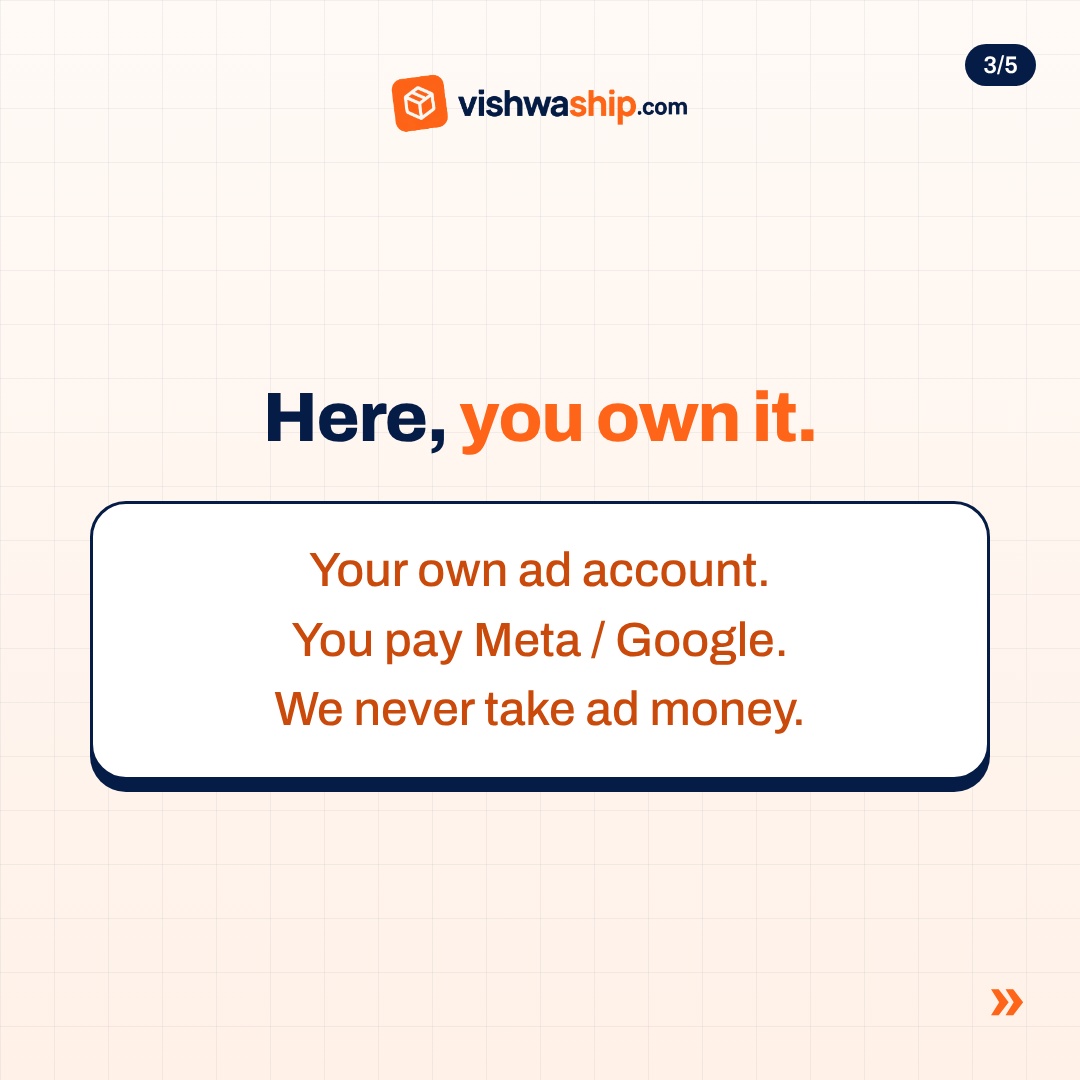 vishwaship.com
3/5
Here, you own it.
Your own ad account.
You pay Meta / Google.
We never take ad money.
»